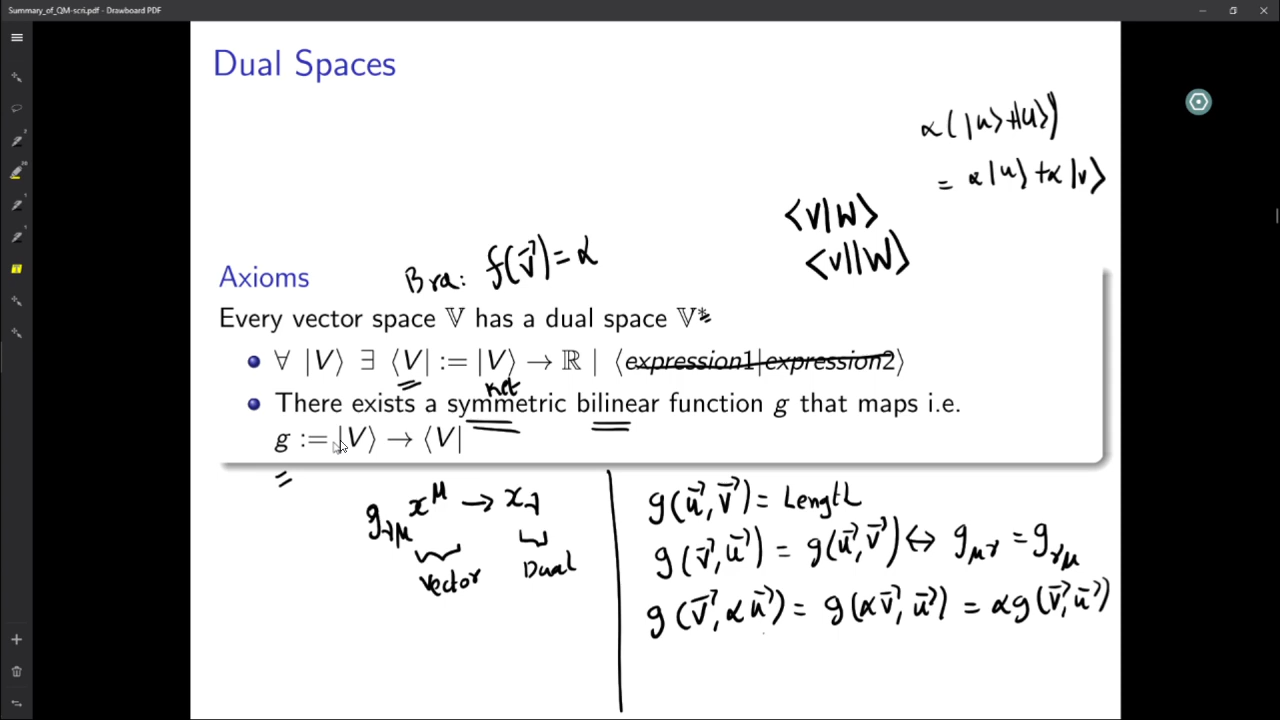 Summary_of_QM-scri.pdf - Drawboard PDF
Dual Spaces
α(|u⟩+|u⟩)
= α|u⟩ + α|v⟩
⟨v|w⟩
⟨v||w⟩
Bra: f(v⃗) = α
Axioms
Every vector space 𝕍 has a dual space 𝕍*
• ∀ |V⟩ ∃ ⟨V| := |V⟩ → ℝ | ⟨expression1|expression2⟩
ket
• There exists a symmetric bilinear function g that maps i.e.
g := |V⟩ → ⟨V|
g_νμ x^μ → x_ν
Vector Dual
g(u⃗, v⃗) = Length
g(v⃗, u⃗) = g(u⃗, v⃗) ⇔ g_μν = g_νμ
g(v⃗, αu⃗) = g(αv⃗, u⃗) = αg(v⃗, u⃗)